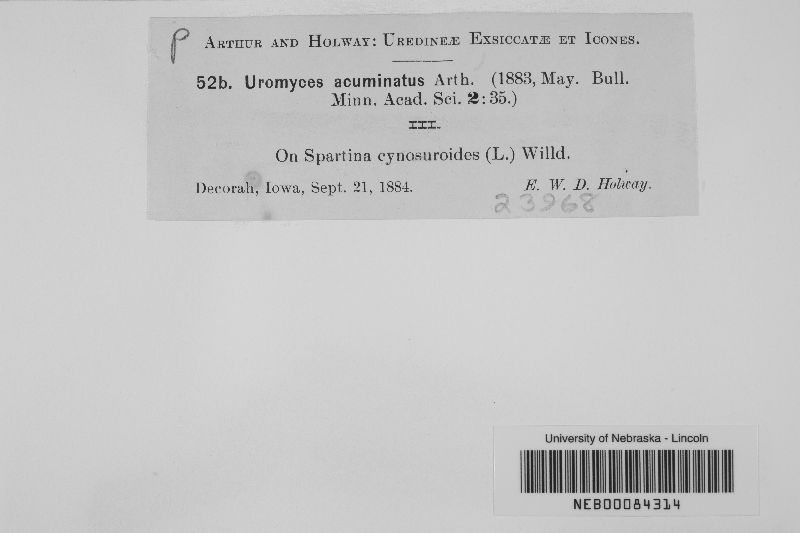 P
ARTHUR AND HOLWAY: UREDINEÆ EXSICCATÆ ET ICONES.
52b. Uromyces acuminatus Arth. (1883, May. Bull.
Minn. Acad. Sci. 2:35.)
III.
On Spartina cynosuroides (L.) Willd.
Decorah, Iowa, Sept. 21, 1884. E. W. D. Holway.
23968
University of Nebraska - Lincoln
NEB00084314